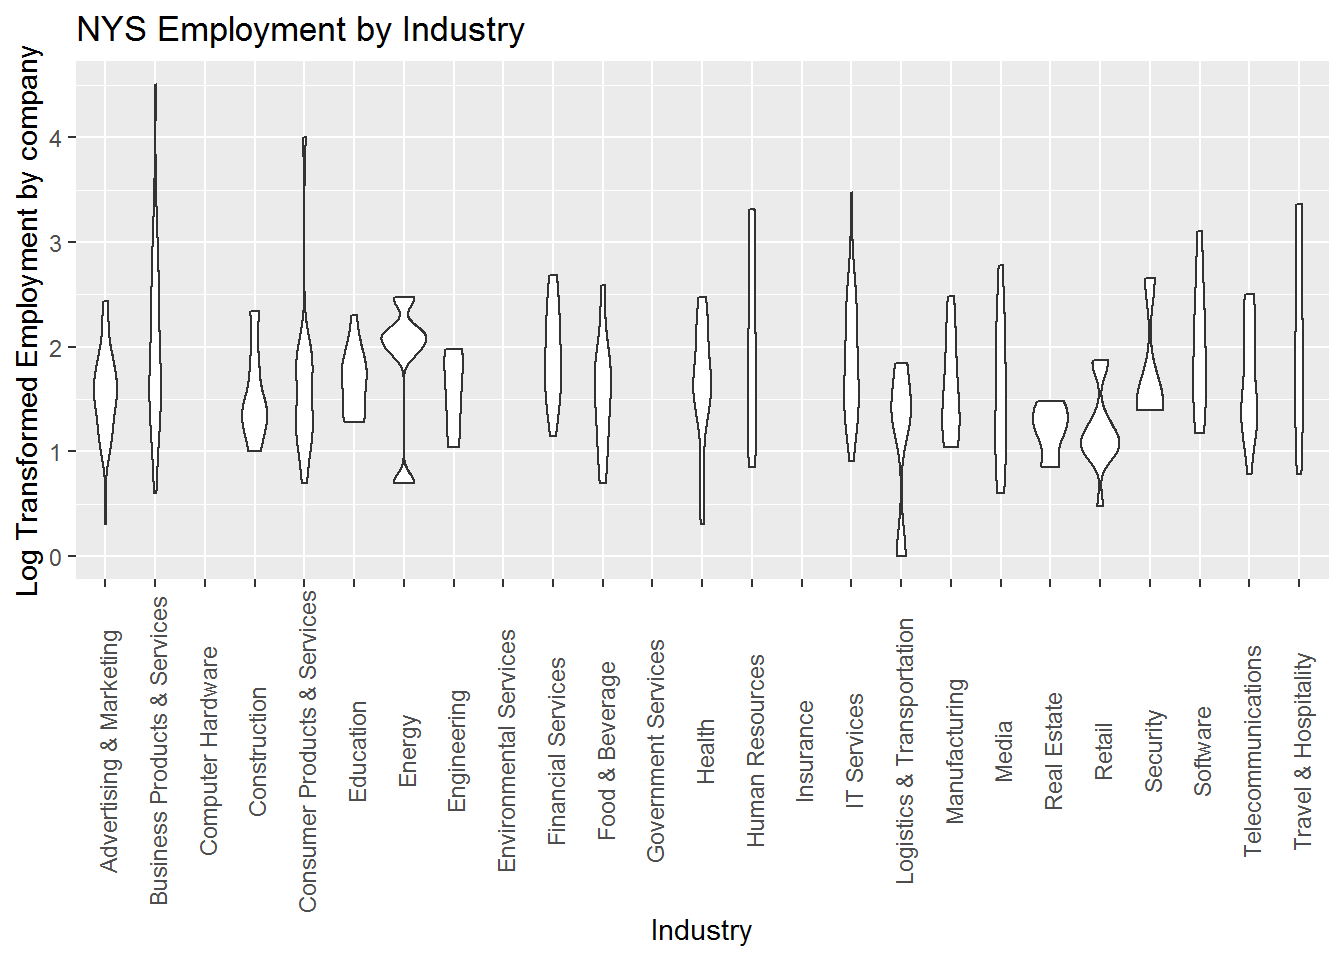 NYS Employment by Industry
Log Transformed Employment by company
4
3
2
1
0
Advertising & Marketing
Business Products & Services
Computer Hardware
Construction
Consumer Products & Services
Education
Energy
Engineering
Environmental Services
Financial Services
Food & Beverage
Government Services
Health
Human Resources
Insurance
IT Services
Logistics & Transportation
Manufacturing
Media
Real Estate
Retail
Security
Software
Telecommunications
Travel & Hospitality
Industry